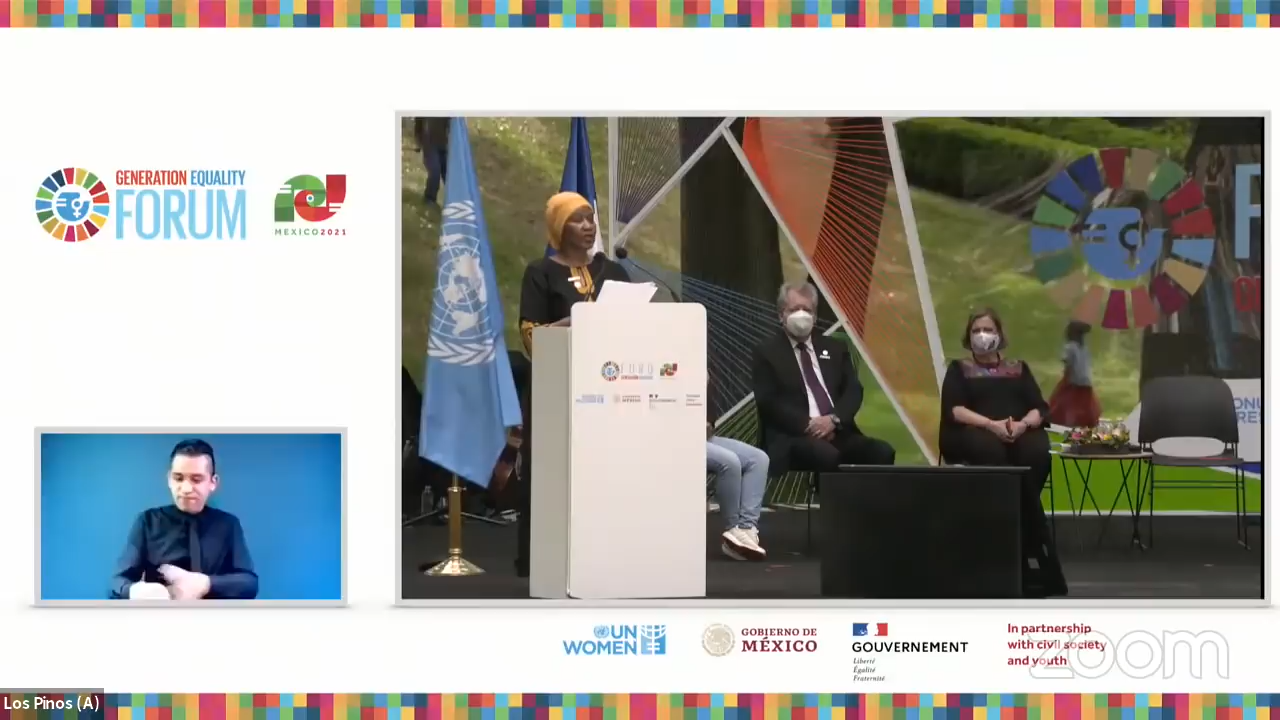 GENERATION EQUALITY
FORUM
MEXICO2021
UN
WOMEN
GOBIERNO DE
MÉXICO
GOUVERNEMENT
Liberté
Égalité
Fraternité
In partnership
with civil society
and youth
zoom
Los Pinos (A)